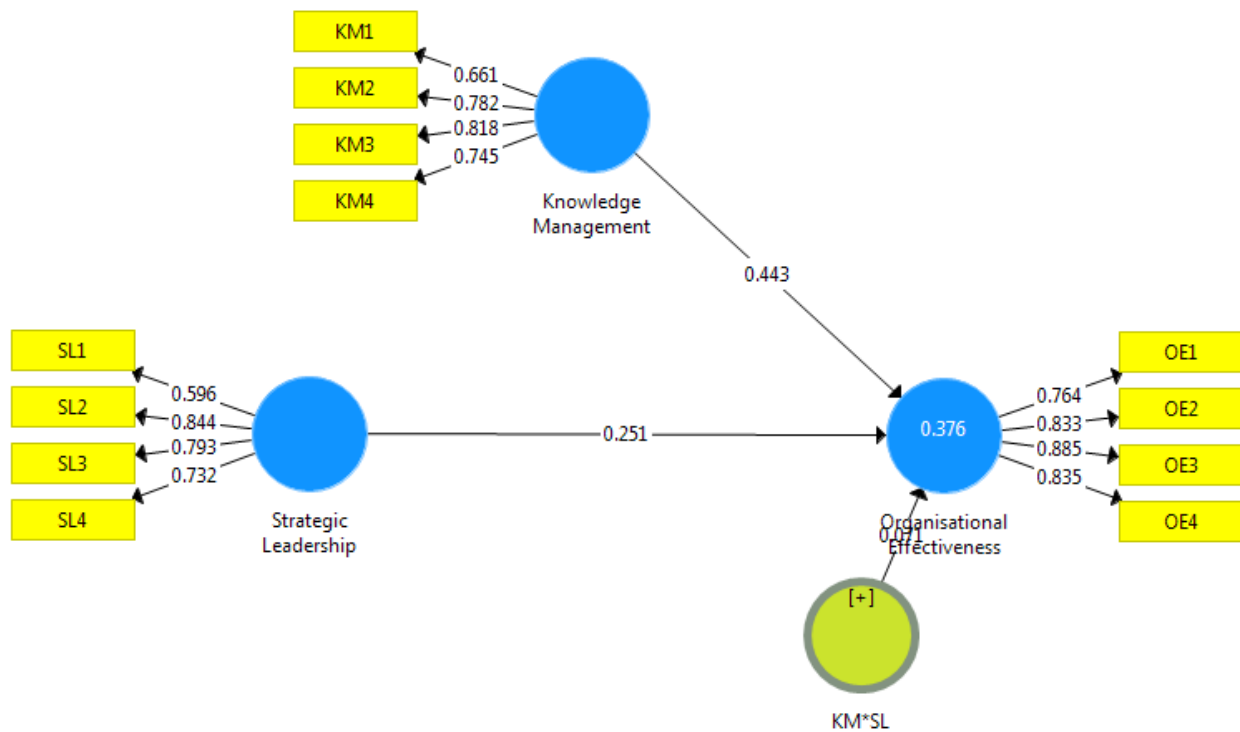 KM1
KM2
KM3
KM4
0.661
0.782
0.818
0.745
Knowledge
Management
0.443
SL1
SL2
SL3
SL4
0.596
0.844
0.793
0.732
Strategic
Leadership
0.251
0.376
Organisational
Effectiveness
0.071
0.764
0.833
0.885
0.835
OE1
OE2
OE3
OE4
[+]
KM*SL